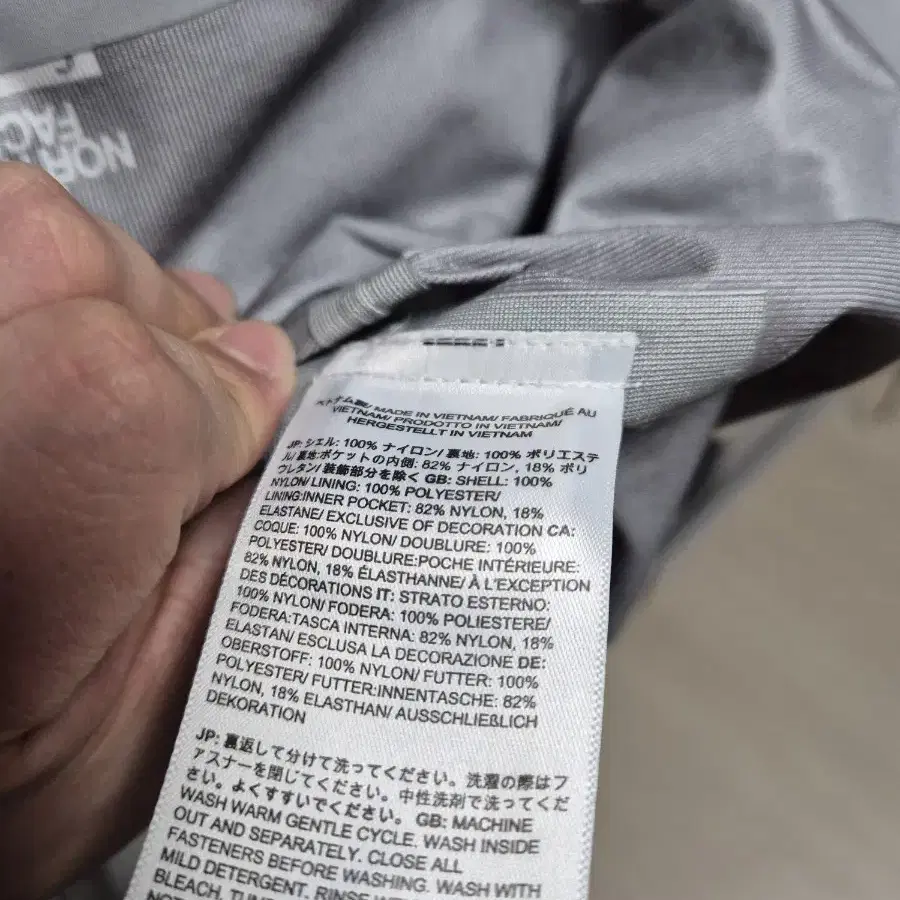 NORTH
FACE
ベトナム製/ MADE IN VIETNAM/ FABRIQUÉ AU
VIETNAM/ PRODOTTO IN VIETNAM/
HERGESTELLT IN VIETNAM
JP: シェル: 100% ナイロン/ 裏地: 100% ポリエステ
ル/ 裏地:ポケットの内側: 82% ナイロン, 18% ポリ
ウレタン/ 装飾部分を除く GB: SHELL: 100%
NYLON/ LINING: 100% POLYESTER/
LINING:INNER POCKET: 82% NYLON, 18%
ELASTANE/ EXCLUSIVE OF DECORATION CA:
COQUE: 100% NYLON/ DOUBLURE: 100%
POLYESTER/ DOUBLURE:POCHE INTÉRIEURE:
82% NYLON, 18% ÉLASTHANNE/ À L'EXCEPTION
DES DÉCORATIONS IT: STRATO ESTERNO:
100% NYLON/ FODERA: 100% POLIESTERE/
FODERA:TASCA INTERNA: 82% NYLON, 18%
ELASTAN/ ESCLUSA LA DECORAZIONE DE:
OBERSTOFF: 100% NYLON/ FUTTER: 100%
POLYESTER/ FUTTER:INNENTASCHE: 82%
NYLON, 18% ELASTHAN/ AUSSCHLIEßLICH
DEKORATION
JP: 裏返して分けて洗ってください。洗濯の際はフ
ァスナーを閉じてください。中性洗剤で洗ってくだ
さい。よくすすいでください。 GB: MACHINE
WASH WARM GENTLE CYCLE. WASH INSIDE
OUT AND SEPARATELY. CLOSE ALL
FASTENERS BEFORE WASHING. WASH WITH
MILD DETERGENT. RINSE
BLEACH.